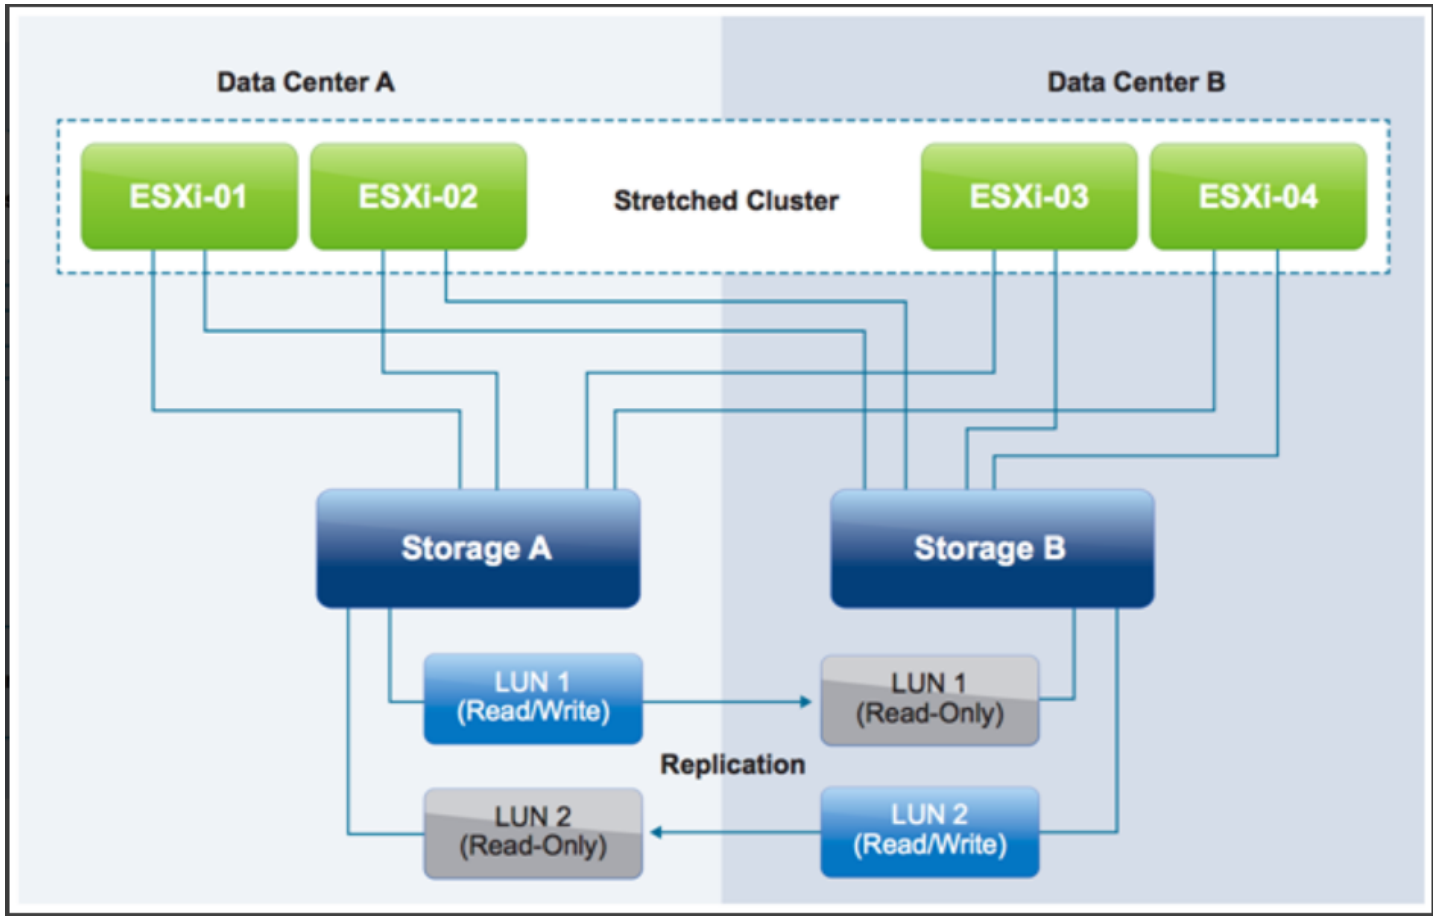 Data Center A
Data Center B
ESXi-01
ESXi-02
Stretched Cluster
ESXi-03
ESXi-04
Storage A
Storage B
LUN 1
(Read/Write)
LUN 1
(Read-Only)
Replication
LUN 2
(Read-Only)
LUN 2
(Read/Write)